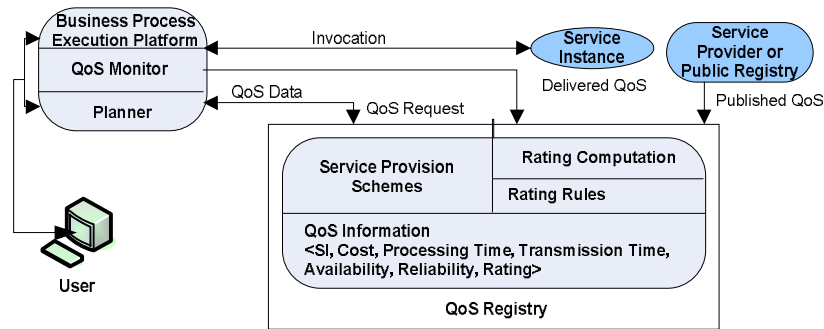 Business Process
Execution Platform
QoS Monitor
Planner
Invocation
Service
Instance
Delivered QoS
Service
Provider or
Public Registry
Published QoS
QoS Data
QoS Request
Service Provision
Schemes
Rating Computation
Rating Rules
QoS Information
<SI, Cost, Processing Time, Transmission Time,
Availability, Reliability, Rating>
QoS Registry
User